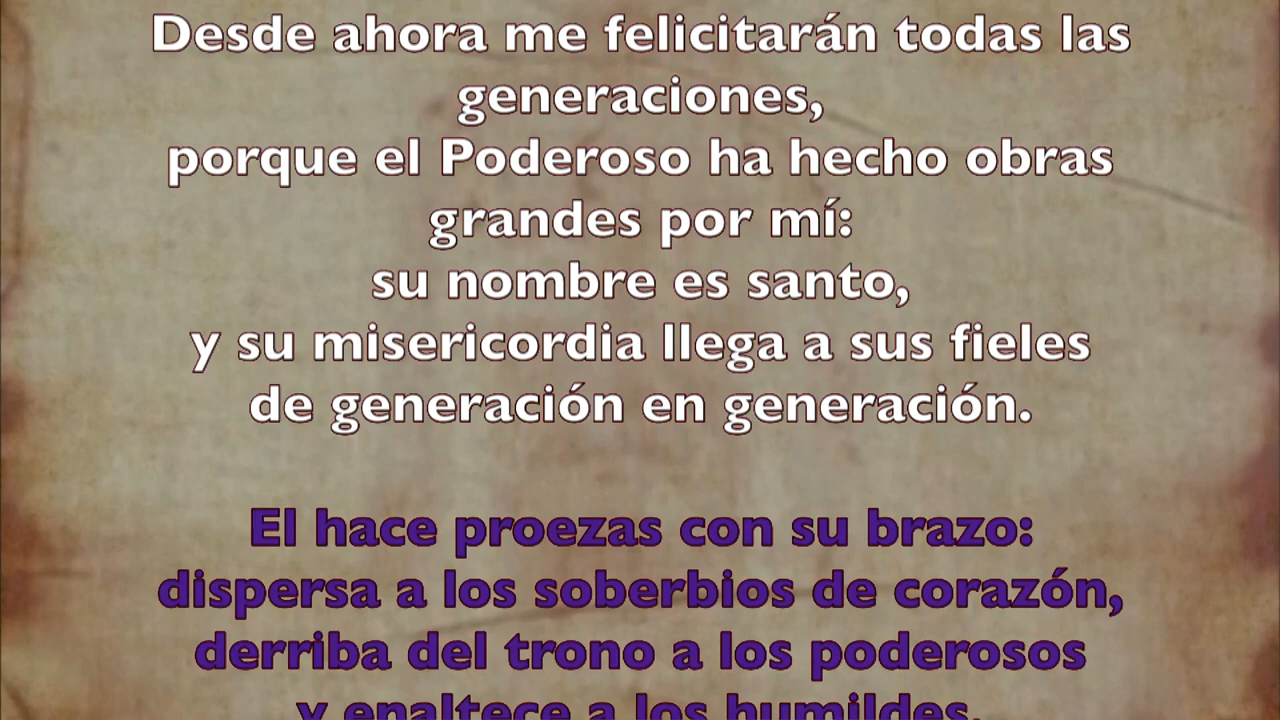 Desde ahora me felicitarán todas las
generaciones,
porque el Poderoso ha hecho obras
grandes por mí:
su nombre es santo,
y su misericordia llega a sus fieles
de generación en generación.
El hace proezas con su brazo:
dispersa a los soberbios de corazón,
derriba del trono a los poderosos
y enaltece a los humildes,